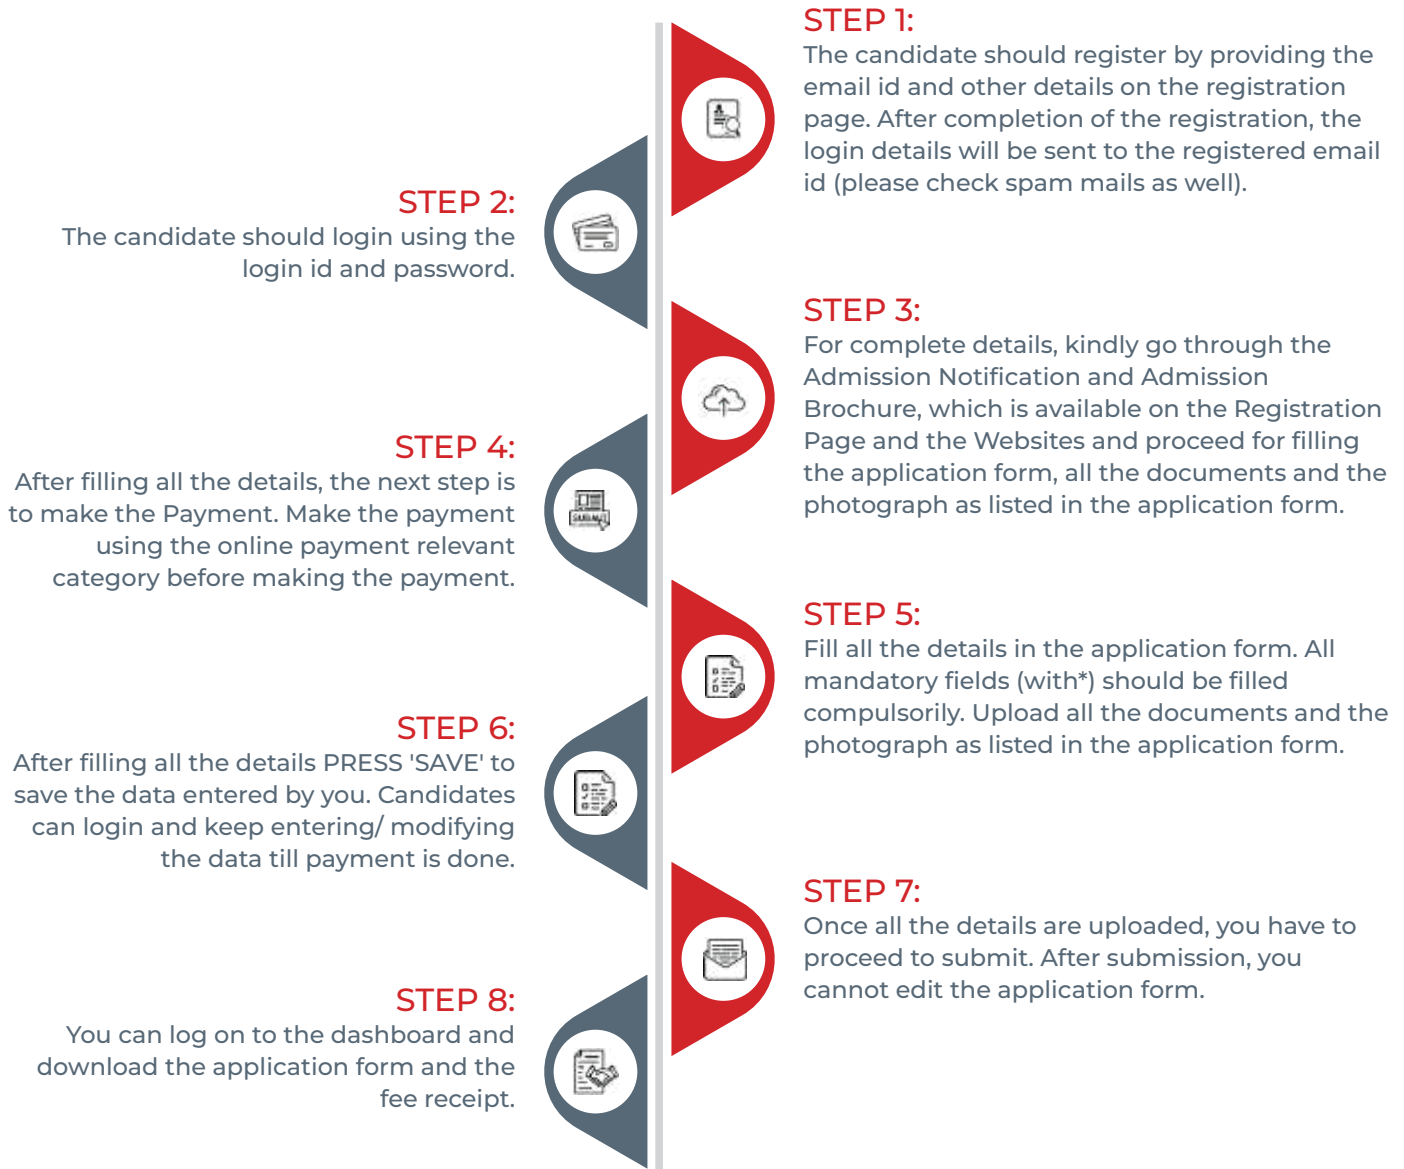 STEP 1:
The candidate should register by providing the
email id and other details on the registration
page. After completion of the registration, the
login details will be sent to the registered email
id (please check spam mails as well).
STEP 2:
The candidate should login using the
login id and password.
STEP 3:
For complete details, kindly go through the
Admission Notification and Admission
Brochure, which is available on the Registration
Page and the Websites and proceed for filling
the application form, all the documents and the
photograph as listed in the application form.
STEP 4:
After filling all the details, the next step is
to make the Payment. Make the payment
using the online payment relevant
category before making the payment.
SUBMIT
STEP 5:
Fill all the details in the application form. All
mandatory fields (with*) should be filled
compulsorily. Upload all the documents and the
photograph as listed in the application form.
STEP 6:
After filling all the details PRESS 'SAVE' to
save the data entered by you. Candidates
can login and keep entering/ modifying
the data till payment is done.
STEP 7:
Once all the details are uploaded, you have to
proceed to submit. After submission, you
cannot edit the application form.
STEP 8:
You can log on to the dashboard and
download the application form and the
fee receipt.